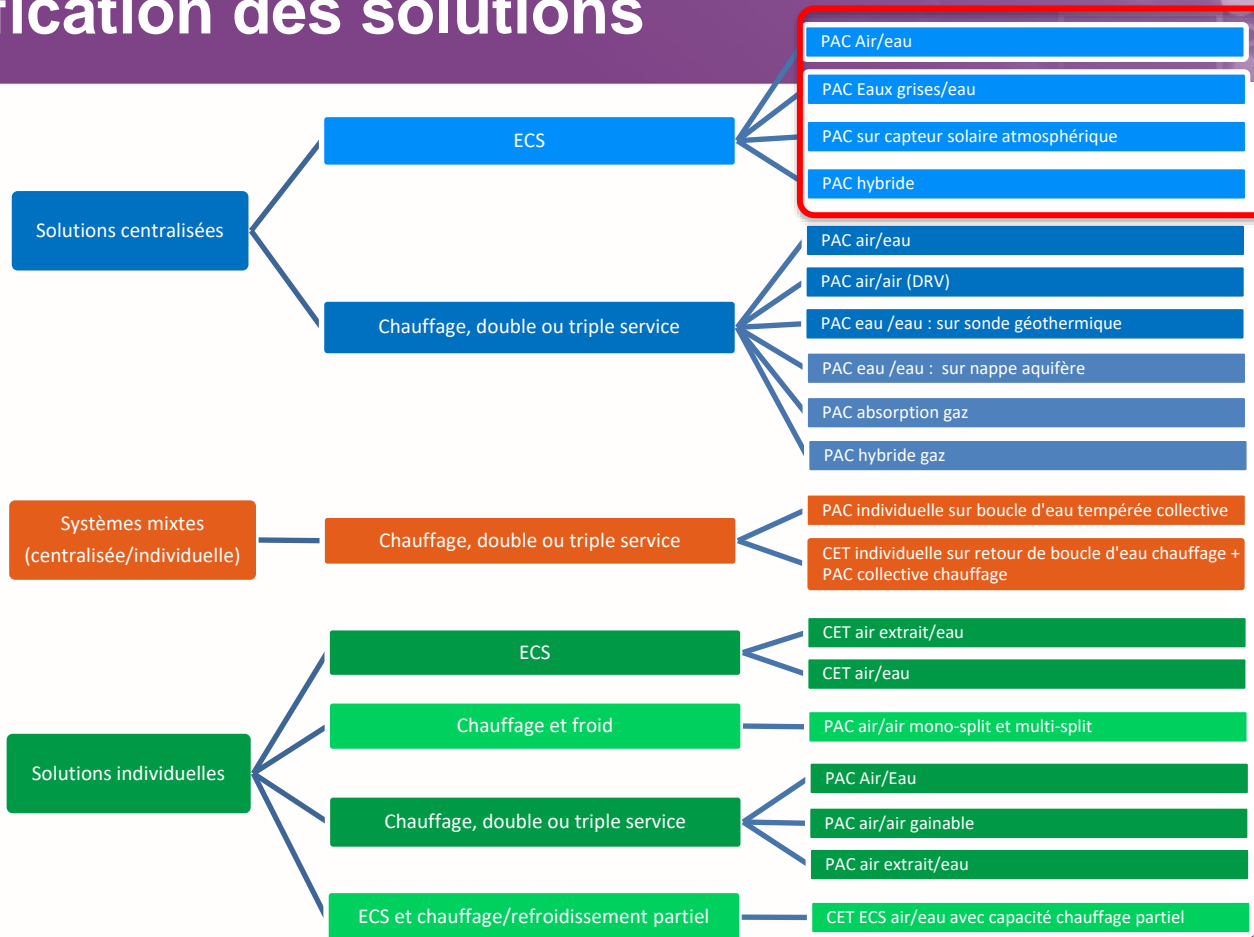 fication des solutions
PAC Air/eau
PAC Eaux grises/eau
ECS
PAC sur capteur solaire atmosphérique
PAC hybride
Solutions centralisées
PAC air/eau
PAC air/air (DRV)
Chauffage, double ou triple service
PAC eau /eau : sur sonde géothermique
PAC eau /eau :  sur nappe aquifère
PAC absorption gaz
PAC hybride gaz
Systèmes mixtes
(centralisée/individuelle)
Chauffage, double ou triple service
PAC individuelle sur boucle d'eau tempérée collective
CET individuelle sur retour de boucle d'eau chauffage +
PAC collective chauffage
ECS
CET air extrait/eau
CET air/eau
Chauffage et froid
PAC air/air mono-split et multi-split
Solutions individuelles
PAC Air/Eau
Chauffage, double ou triple service
PAC air/air gainable
PAC air extrait/eau
ECS et chauffage/refroidissement partiel
CET ECS air/eau avec capacité chauffage partiel